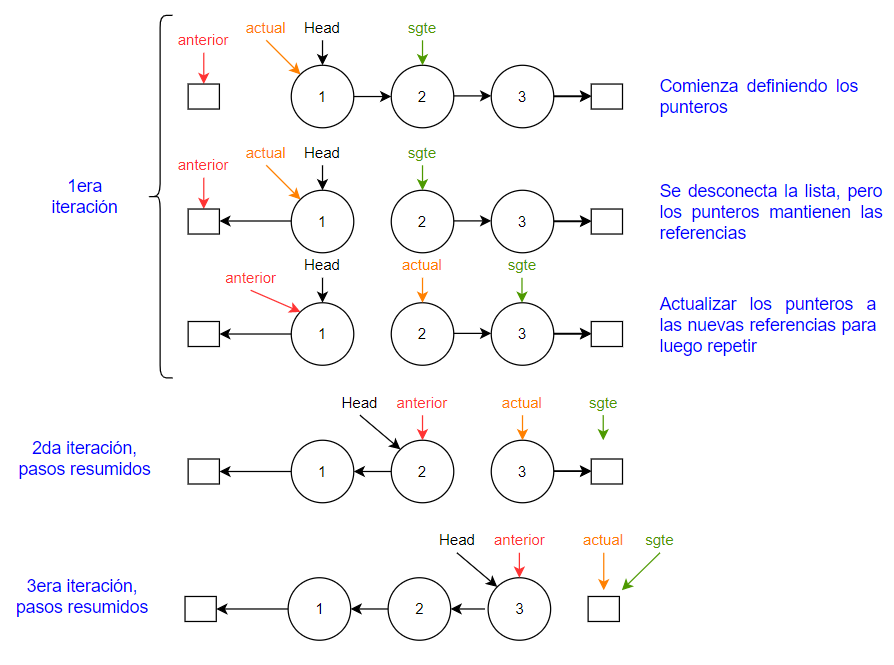 anterior
actual
Head
sgte
1
2
3
Comienza definiendo los
punteros
1era
iteración
anterior
actual
Head
sgte
1
2
3
Se desconecta la lista, pero
los punteros mantienen las
referencias
anterior
Head
actual
sgte
1
2
3
Actualizar los punteros a
las nuevas referencias para
luego repetir
2da iteración,
pasos resumidos
Head
anterior
actual
sgte
1
2
3
3era iteración,
pasos resumidos
Head
anterior
actual
sgte
1
2
3